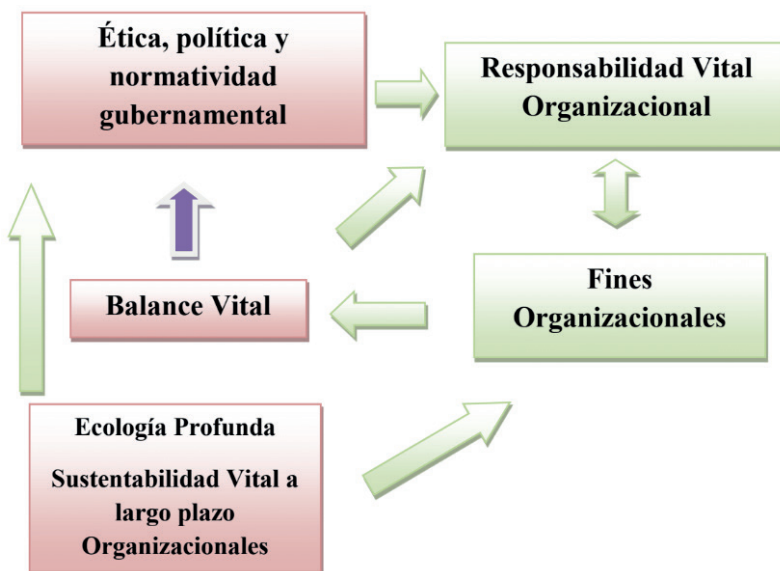 Ética, política y
normatividad
gubernamental
Responsabilidad Vital
Organizacional
Balance Vital
Fines
Organizacionales
Ecología Profunda
Sustentabilidad Vital a
largo plazo
Organizacionales